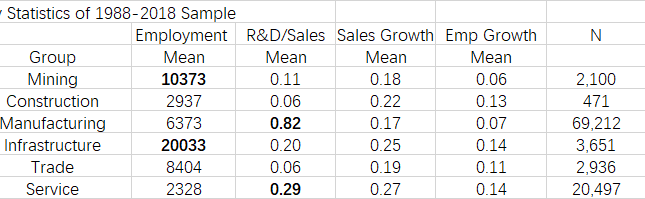 Statistics of 1988-2018 Sample
Employment R&D/Sales Sales Growth Emp Growth N
Group Mean Mean Mean Mean
Mining 10373 0.11 0.18 0.06 2,100
Construction 2937 0.06 0.22 0.13 471
Manufacturing 6373 0.82 0.17 0.07 69,212
Infrastructure 20033 0.20 0.25 0.14 3,651
Trade 8404 0.06 0.19 0.11 2,936
Service 2328 0.29 0.27 0.14 20,497